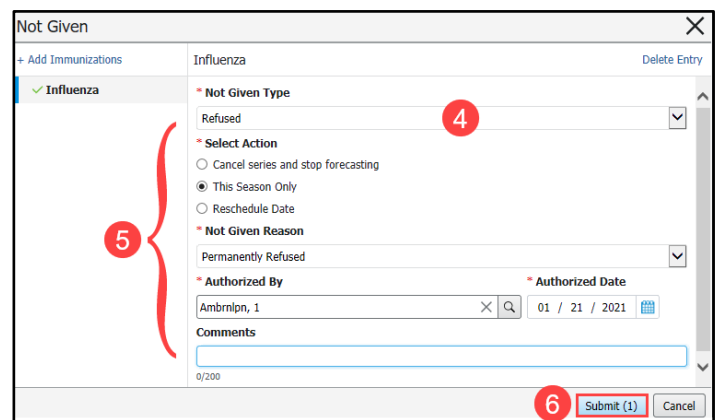 Not Given
+ Add Immunizations
Influenza
Delete Entry
Influenza
* Not Given Type
Refused
4
* Select Action
Cancel series and stop forecasting
This Season Only
Reschedule Date
5
* Not Given Reason
Permanently Refused
* Authorized By
* Authorized Date
Ambrnlpn, 1
01 / 21 / 2021
Comments
0/200
6
Submit (1)
Cancel